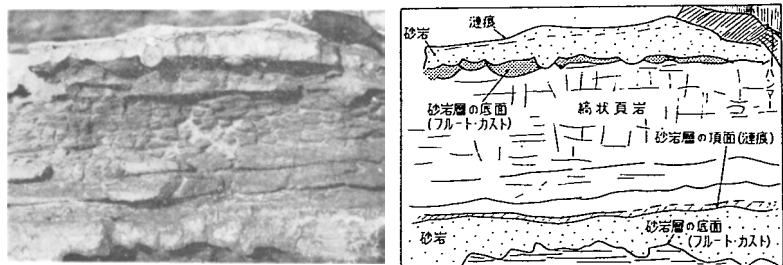 漣痕
砂岩
ハンマー
砂岩層の底面
(フルート・カスト)
縞状頁岩
砂岩層の頂面(漣痕)
砂岩
砂岩層の底面
(フルート・カスト)